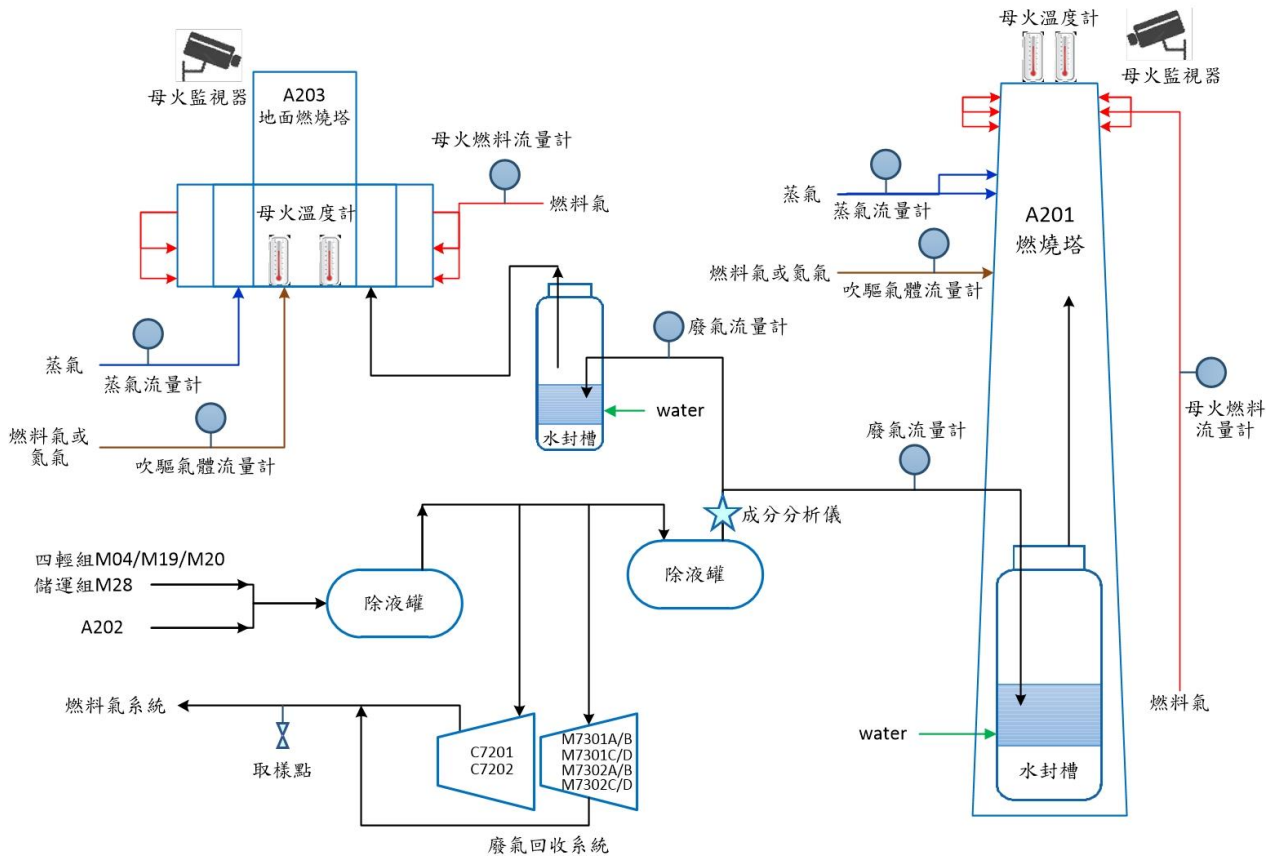 母火監視器
A203
地面燃燒塔
母火燃料流量計
燃料氣
母火溫度計
蒸氣
蒸氣流量計
燃料氣或
氮氣
吹驅氣體流量計
water
水封槽
廢氣流量計
母火溫度計
母火監視器
蒸氣
蒸氣流量計
A201
燃燒塔
燃料氣或氮氣
吹驅氣體流量計
母火燃料
流量計
廢氣流量計
成分分析儀
四輕組M04/M19/M20
儲運組M28
A202
除液罐
除液罐
燃料氣系統
取樣點
C7201
C7202
M7301A/B
M7301C/D
M7302A/B
M7302C/D
廢氣回收系統
燃料氣
water
水封槽